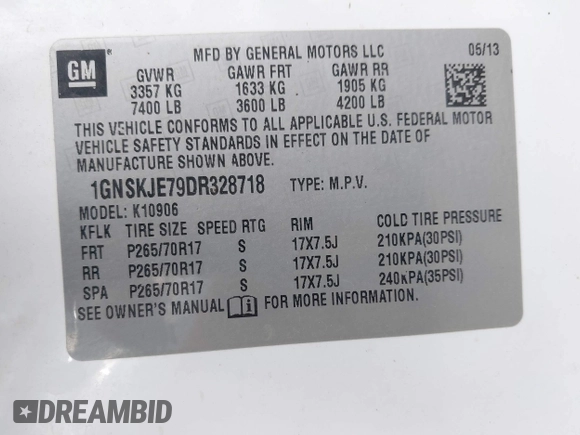 GM
MFD BY GENERAL MOTORS LLC 05/13
GVWR GAWR FRT GAWR RR
3357 KG 1633 KG 1905 KG
7400 LB 3600 LB 4200 LB
THIS VEHICLE CONFORMS TO ALL APPLICABLE U.S. FEDERAL MOTOR
VEHICLE SAFETY STANDARDS IN EFFECT ON THE DATE OF
MANUFACTURE SHOWN ABOVE.
1GNSKJE79DR328718 TYPE: M.P.V.
MODEL: K10906
KFLK TIRE SIZE SPEED RTG RIM COLD TIRE PRESSURE
FRT P265/70R17 S 17X7.5J 210KPA(30PSI)
RR P265/70R17 S 17X7.5J 210KPA(30PSI)
SPA P265/70R17 S 17X7.5J 240KPA(35PSI)
SEE OWNER'S MANUAL FOR MORE INFORMATION.
DREAMBID